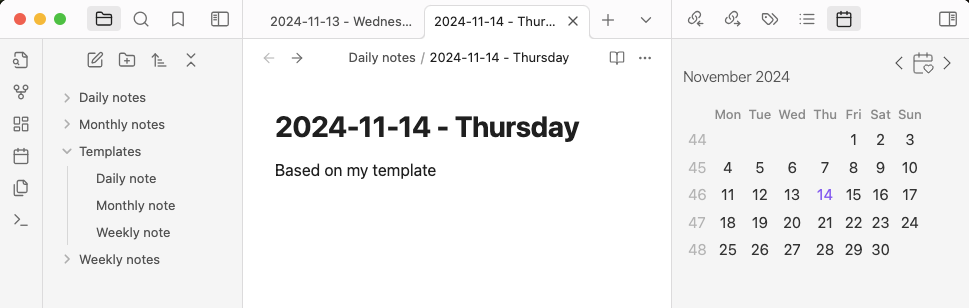 2024-11-13 - Wednes...
2024-11-14 - Thur...
Daily notes / 2024-11-14 - Thursday
Daily notes
Monthly notes
Templates
Daily note
Monthly note
Weekly note
Weekly notes
2024-11-14 - Thursday
Based on my template
November 2024
Mon Tue Wed Thu Fri Sat Sun
44 1 2 3
45 4 5 6 7 8 9 10
46 11 12 13 14 15 16 17
47 18 19 20 21 22 23 24
48 25 26 27 28 29 30